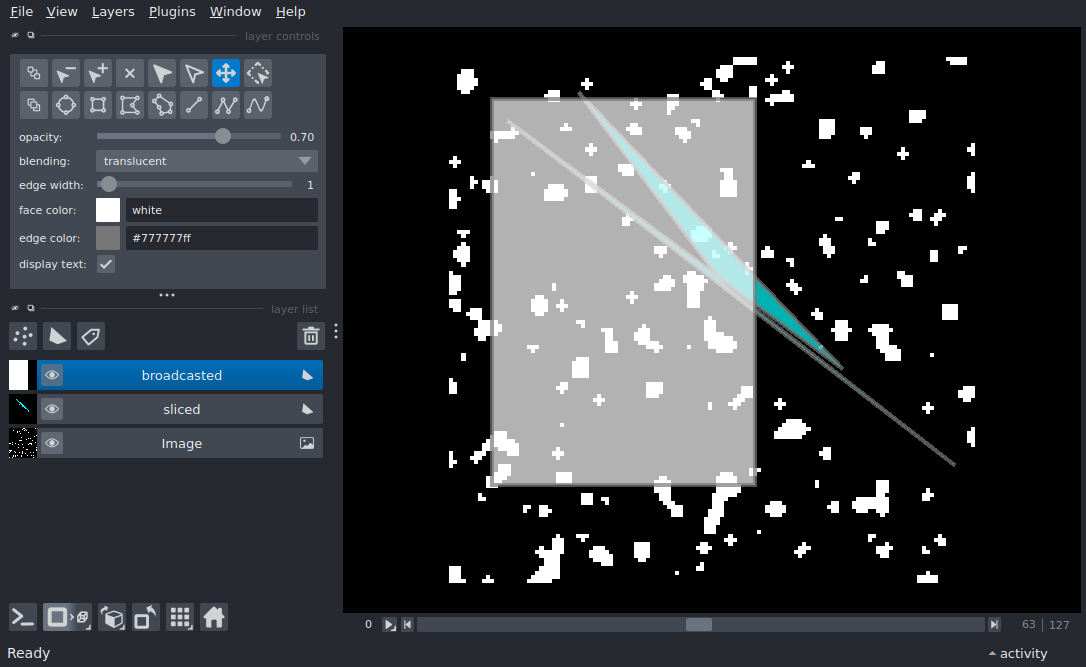 File View Layers Plugins Window Help
layer controls
opacity: 0.70
blending: translucent
edge width: 1
face color: white
edge color: #777777ff
display text:
layer list
broadcasted
sliced
Image
0 63 127
Ready activity